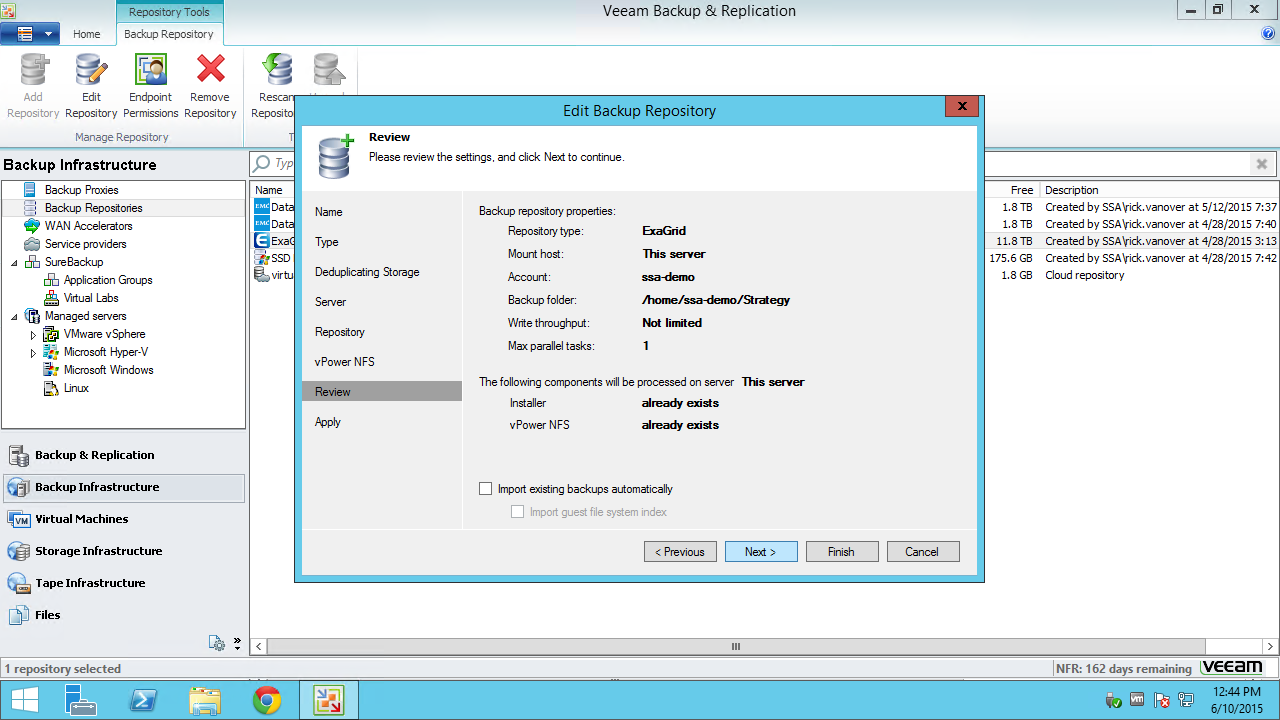 Repository Tools
Veeam Backup & Replication
Home
Backup Repository
Add Repository
Edit Repository
Endpoint Permissions
Remove Repository
Rescan
Manage Repository
Backup Infrastructure
Backup Proxies
Backup Repositories
WAN Accelerators
Service providers
SureBackup
Application Groups
Virtual Labs
Managed servers
VMware vSphere
Microsoft Hyper-V
Microsoft Windows
Linux
Backup & Replication
Backup Infrastructure
Virtual Machines
Storage Infrastructure
Tape Infrastructure
Files
Name Free Description
1.8 TB Created by SSA\rick.vanover at 5/12/2015 7:37
1.8 TB Created by SSA\rick.vanover at 4/28/2015 7:40
11.8 TB Created by SSA\rick.vanover at 4/28/2015 3:13
SSD 175.6 GB Created by SSA\rick.vanover at 4/28/2015 7:42
1.8 GB Cloud repository
Edit Backup Repository
Review
Please review the settings, and click Next to continue.
Name
Type
Deduplicating Storage
Server
Repository
vPower NFS
Review
Apply
Backup repository properties:
Repository type: ExaGrid
Mount host: This server
Account: ssa-demo
Backup folder: /home/ssa-demo/Strategy
Write throughput: Not limited
Max parallel tasks: 1
The following components will be processed on server This server
Installer already exists
vPower NFS already exists
Import existing backups automatically
Import guest file system index
< Previous
Next >
Finish
Cancel
1 repository selected
NFR: 162 days remaining
veeam
12:44 PM
6/10/2015